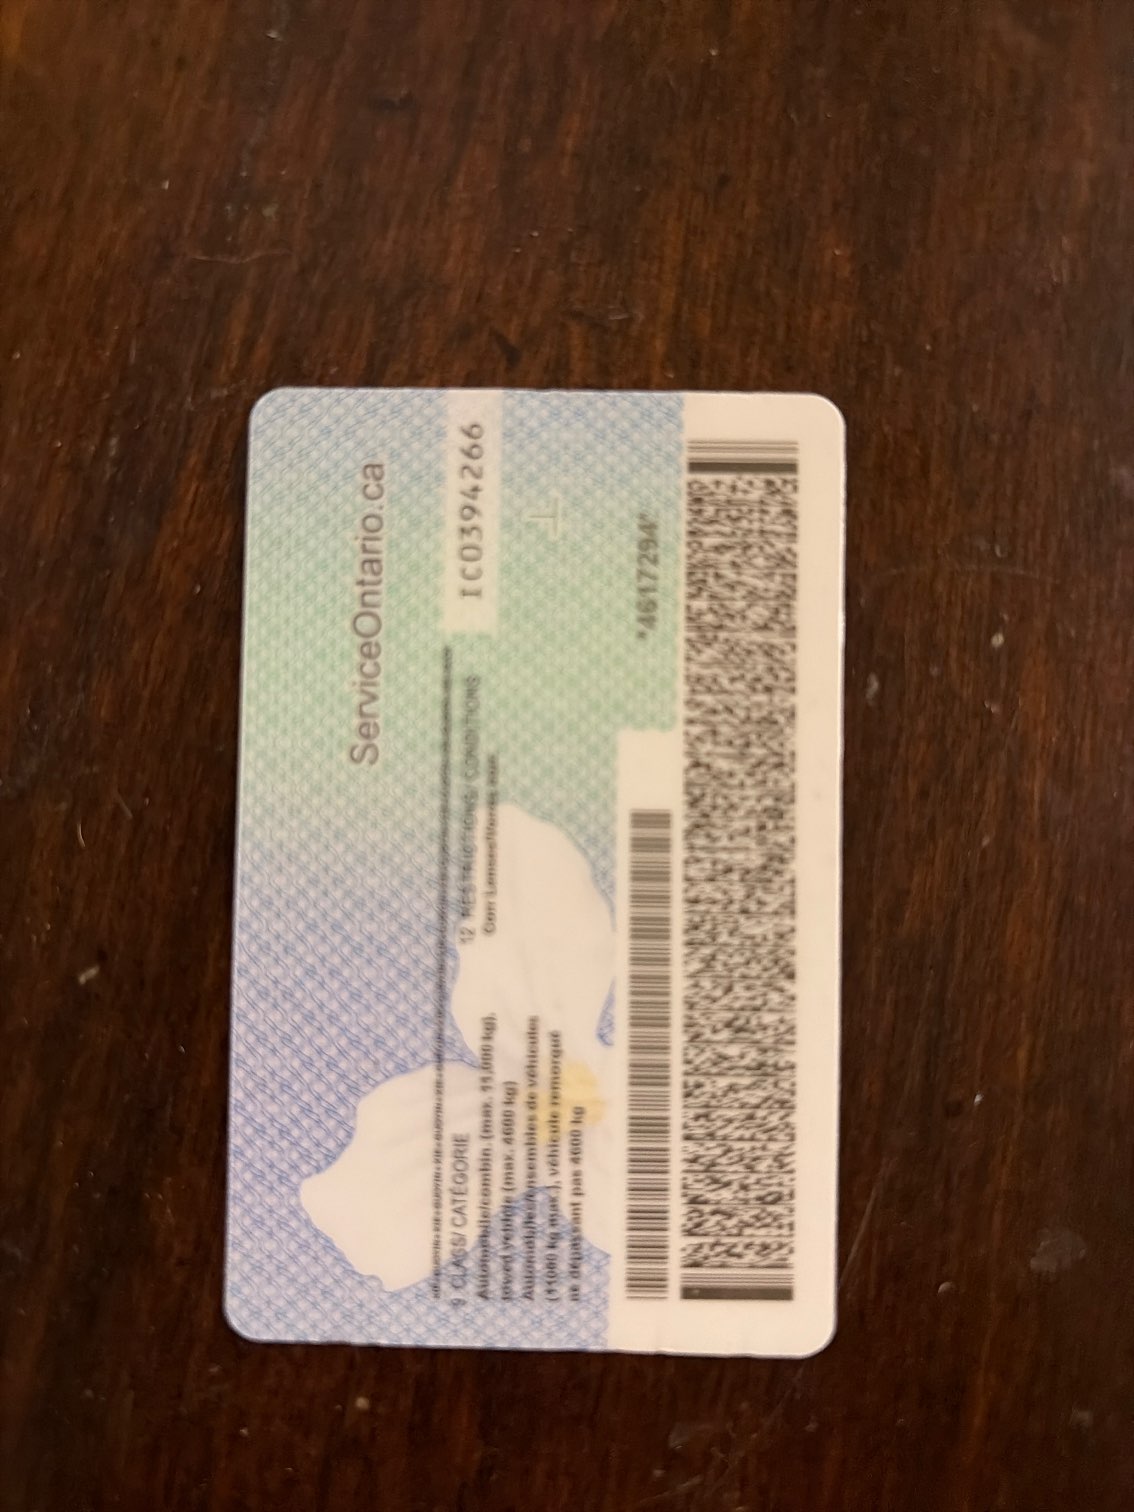 ServiceOntario.ca
IC0394266
9 CLASS/ CATÉGORIE
Automobile/combin. (max. 11,000 kg),
towed vehicle (max. 4600 kg)
Automobile/ensembles de véhicules
(11000 kg max.), véhicule remorqué
ne dépassant pas 4600 kg
12 RESTRICTIONS/ CONDITIONS
Corr Lenses/Verres corr
*4617294*